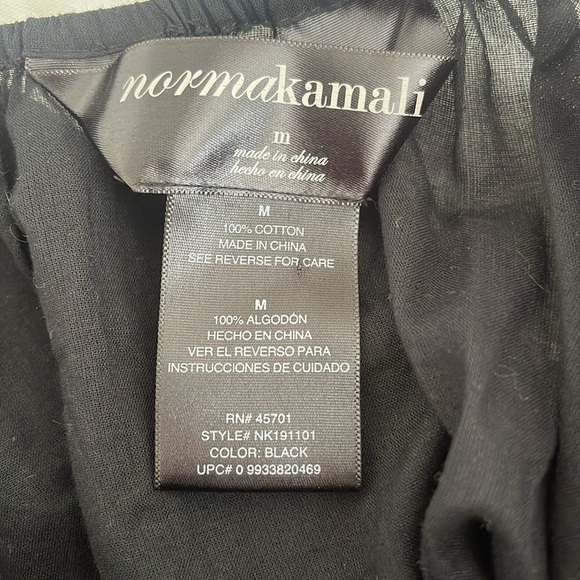 normakamali
m
made in china
hecho en china
M
100% COTTON
MADE IN CHINA
SEE REVERSE FOR CARE
M
100% ALGODÓN
HECHO EN CHINA
VER EL REVERSO PARA
INSTRUCCIONES DE CUIDADO
RN# 45701
STYLE# NK191101
COLOR: BLACK
UPC# 0 9933820469